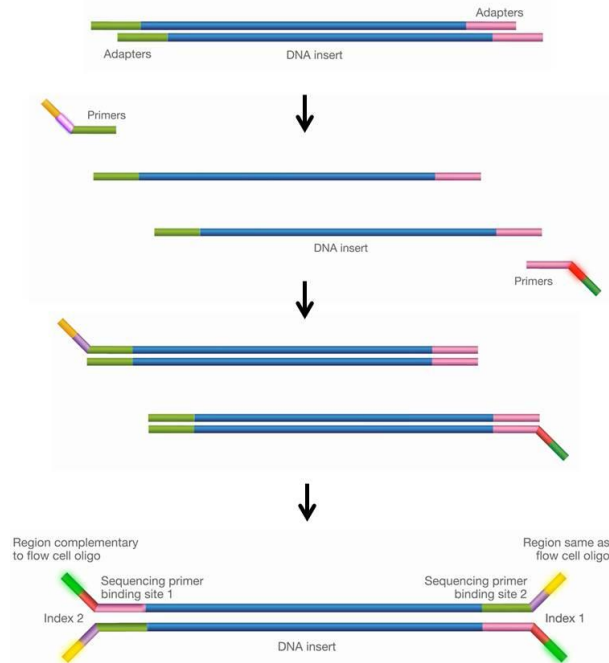 Adapters
Adapters
DNA insert
Primers
DNA insert
Primers
Region complementary
to flow cell oligo
Region same as
flow cell oligo
Sequencing primer
binding site 1
Sequencing primer
binding site 2
Index 2
Index 1
DNA insert